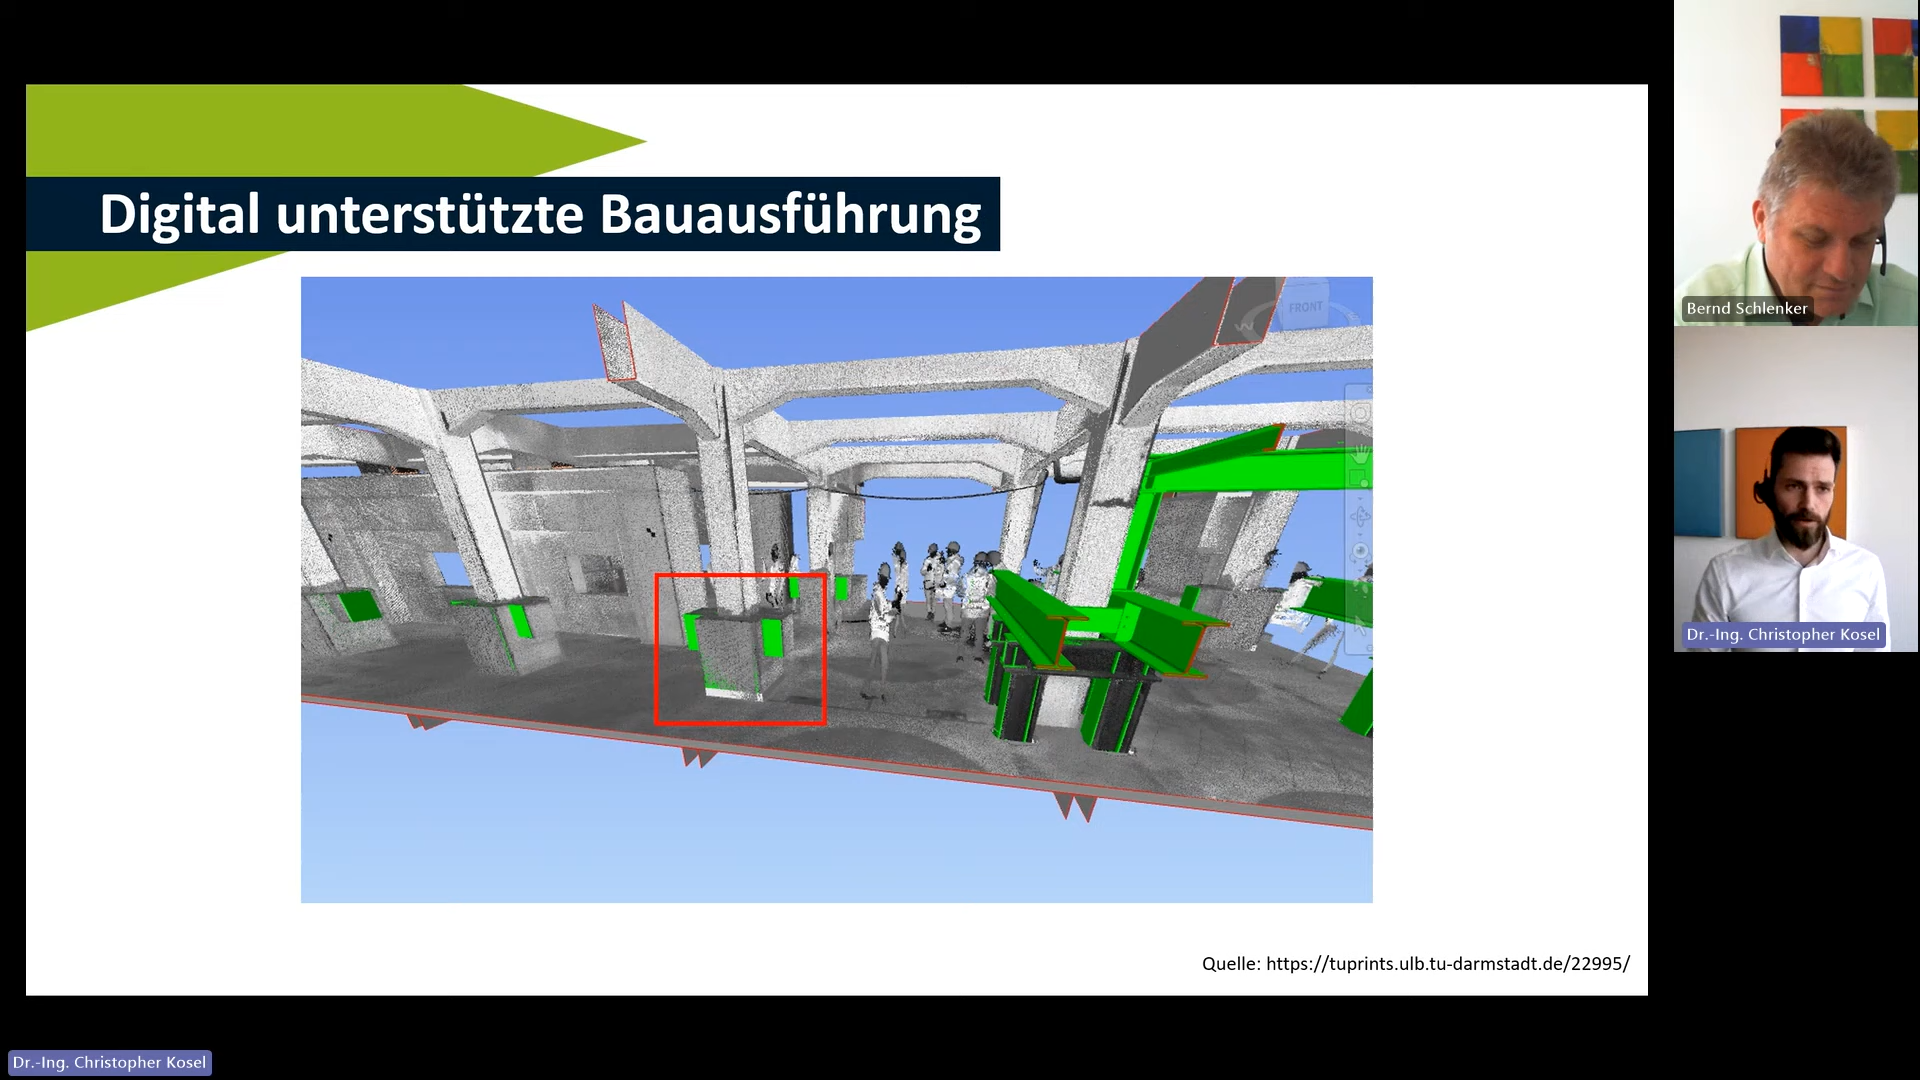 Digital unterstützte Bauausführung
FRONT
W
Quelle: https://tuprints.ulb.tu-darmstadt.de/22995/
Bernd Schlenker
Dr.-Ing. Christopher Kosel
Dr.-Ing. Christopher Kosel